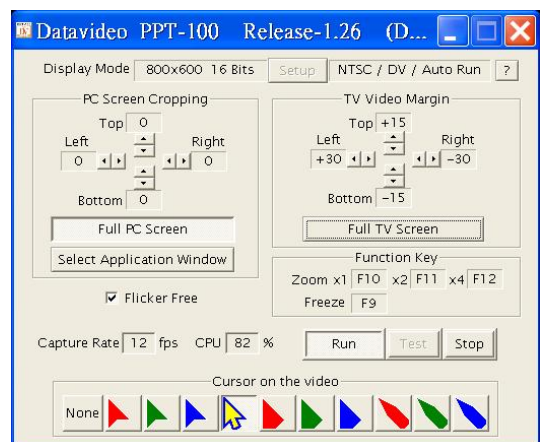 Datavideo PPT-100 Release-1.26 (D...
Display Mode 800x600 16 Bits Setup NTSC / DV / Auto Run ?
PC Screen Cropping
Top 0
Left Right
0 0
Bottom 0
Full PC Screen
Select Application Window
Flicker Free
TV Video Margin
Top +15
Left Right
+30 -30
Bottom -15
Full TV Screen
Function Key
Zoom x1 F10 x2 F11 x4 F12
Freeze F9
Capture Rate 12 fps CPU 82 % Run Test Stop
Cursor on the video
None